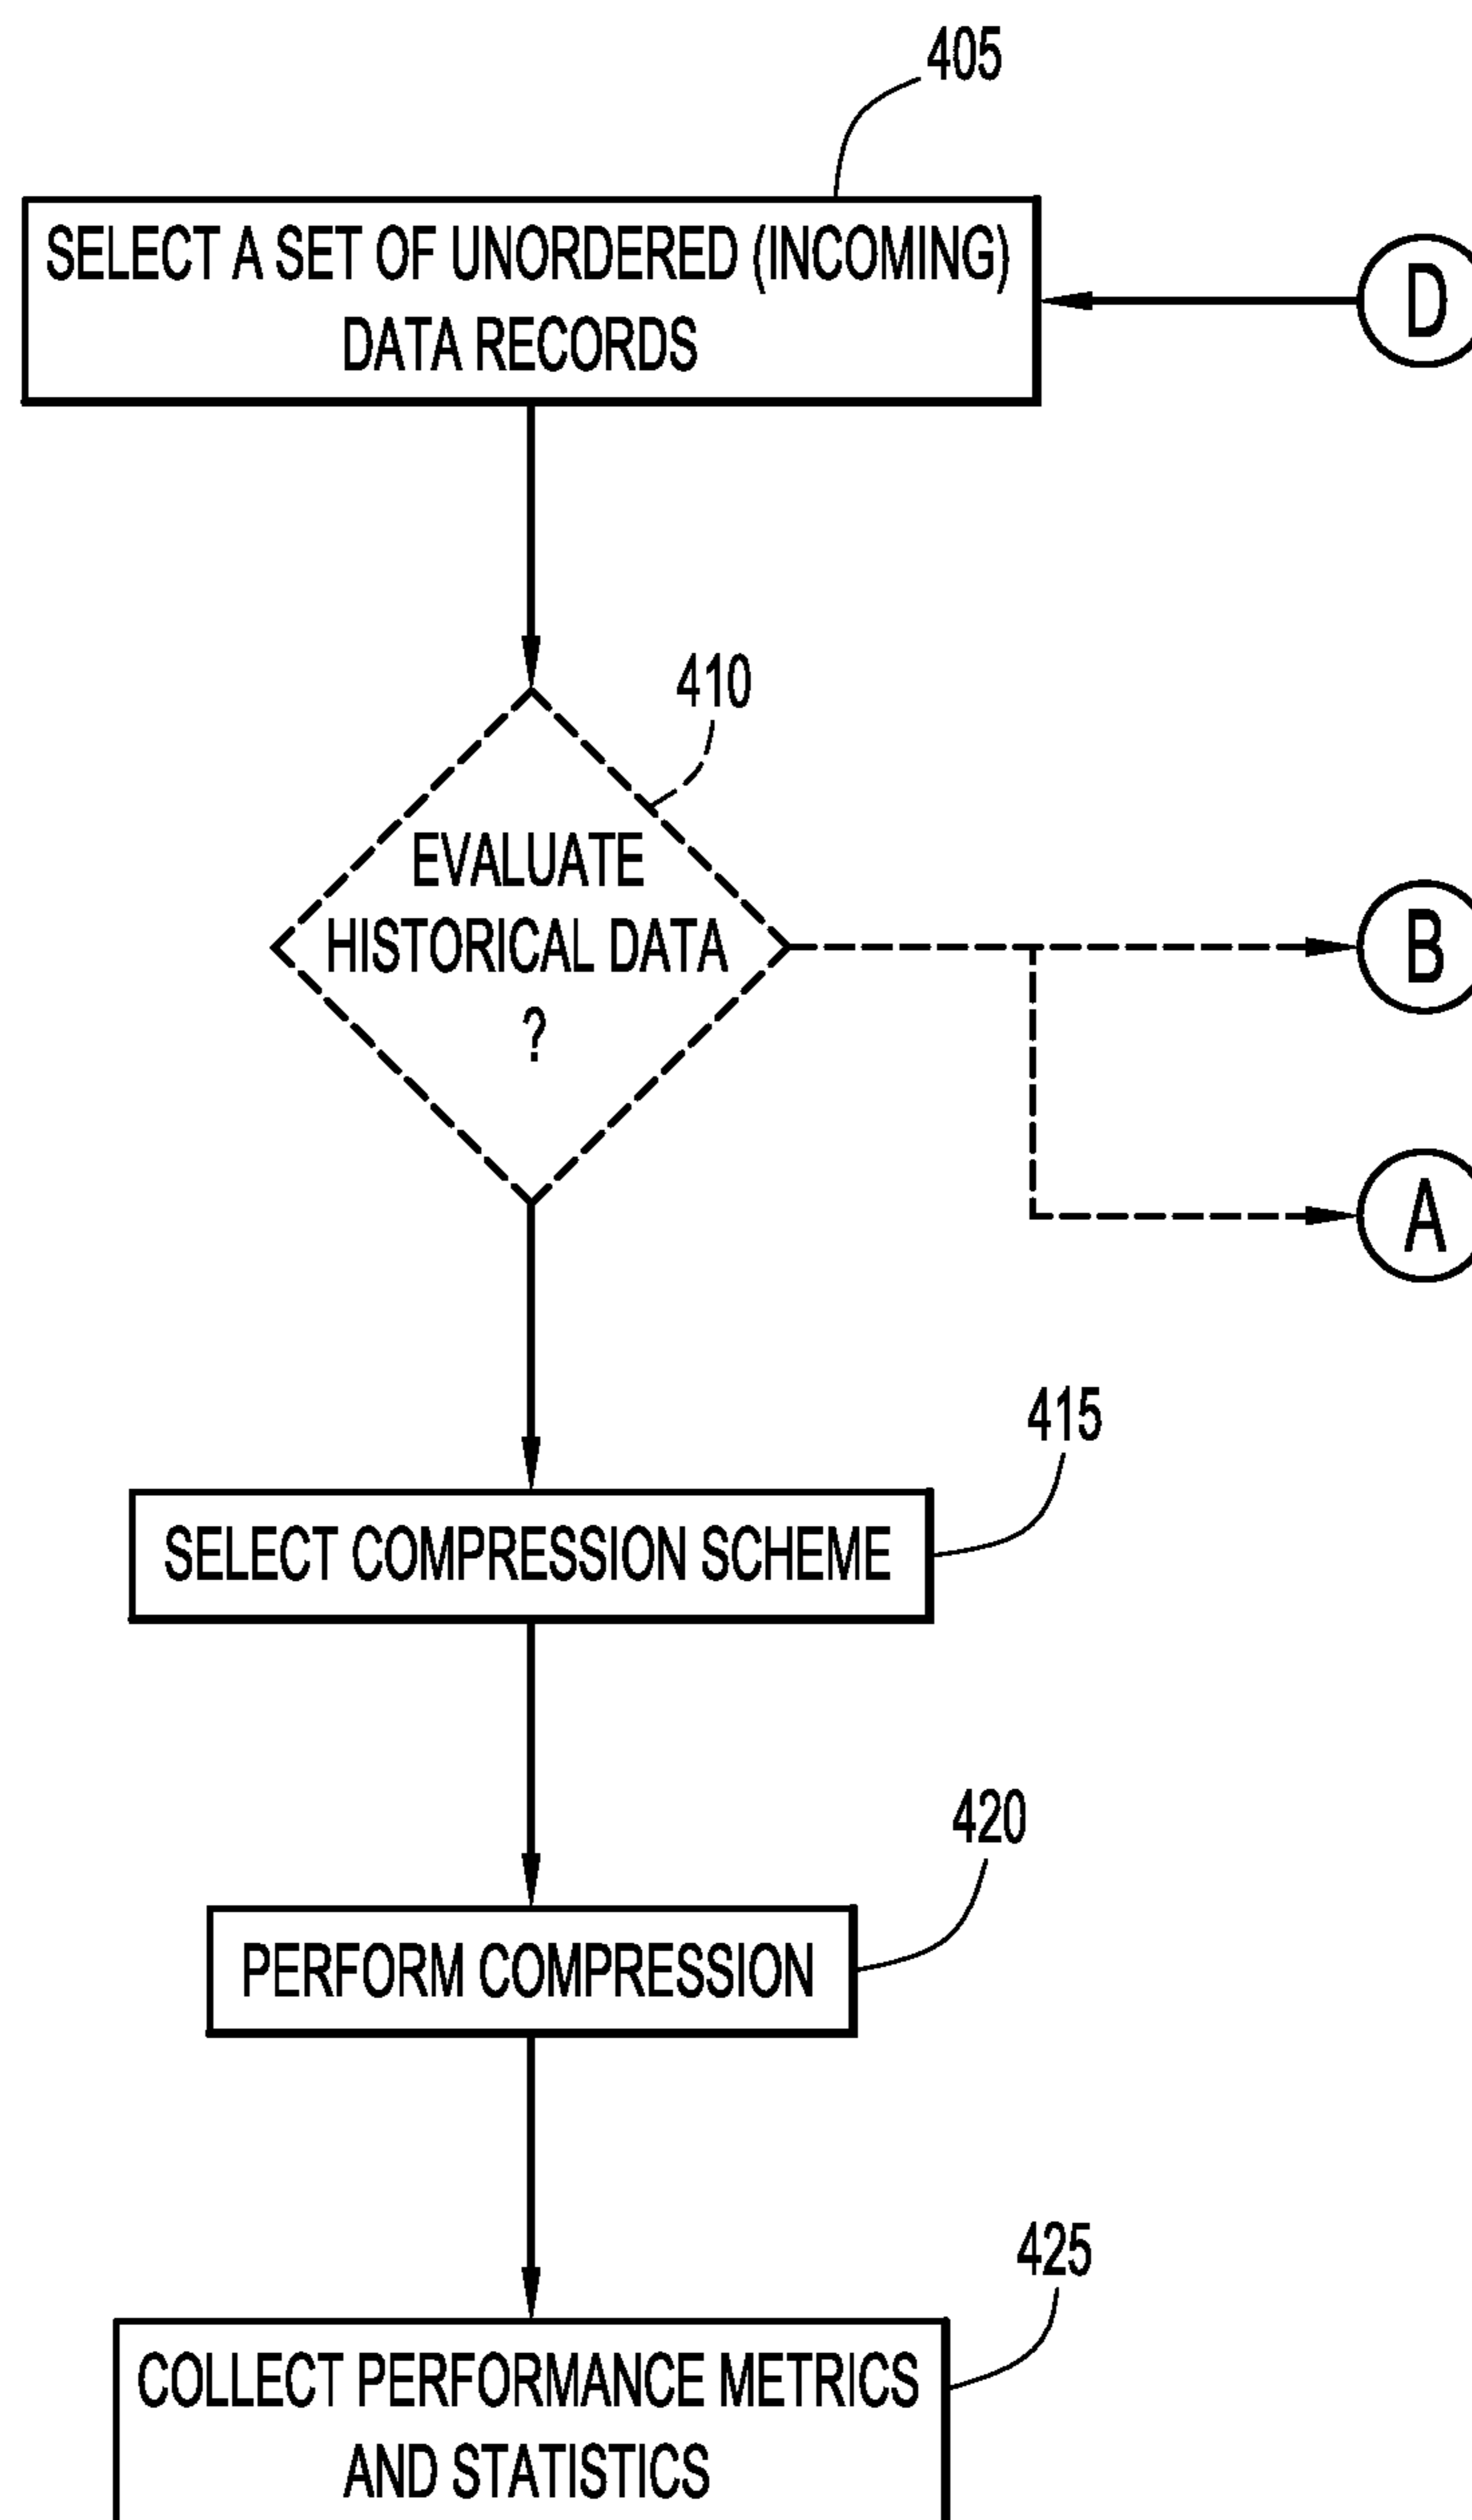 405
SELECT A SET OF UNORDERED (INCOMING)
DATA RECORDS
D
410
EVALUATE
HISTORICAL DATA
?
B
A
415
SELECT COMPRESSION SCHEME
420
PERFORM COMPRESSION
425
COLLECT PERFORMANCE METRICS
AND STATISTICS